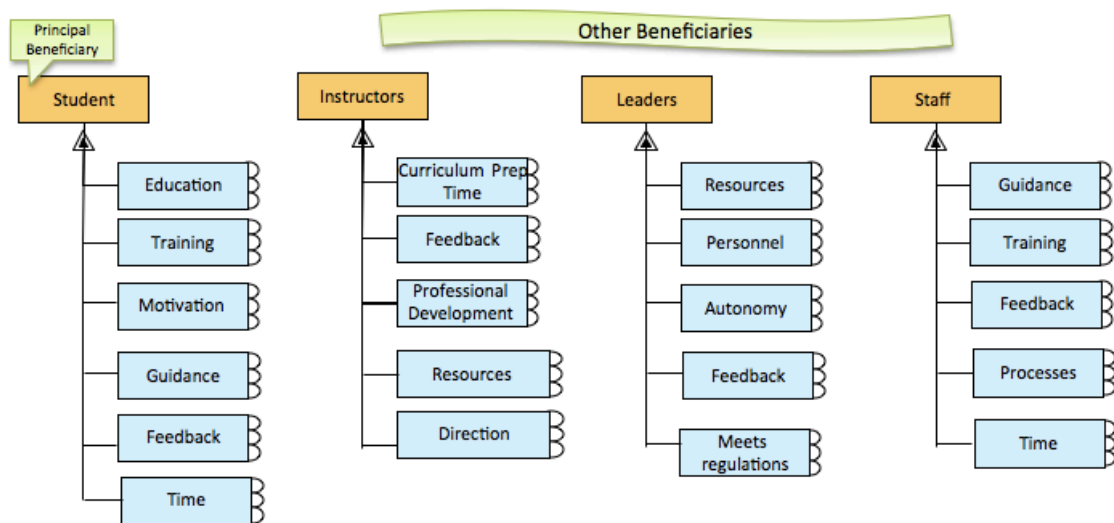 Principal
Beneficiary
Other Beneficiaries
Student
Education
Training
Motivation
Guidance
Feedback
Time
Instructors
Curriculum Prep
Time
Feedback
Professional
Development
Resources
Direction
Leaders
Resources
Personnel
Autonomy
Feedback
Meets
regulations
Staff
Guidance
Training
Feedback
Processes
Time